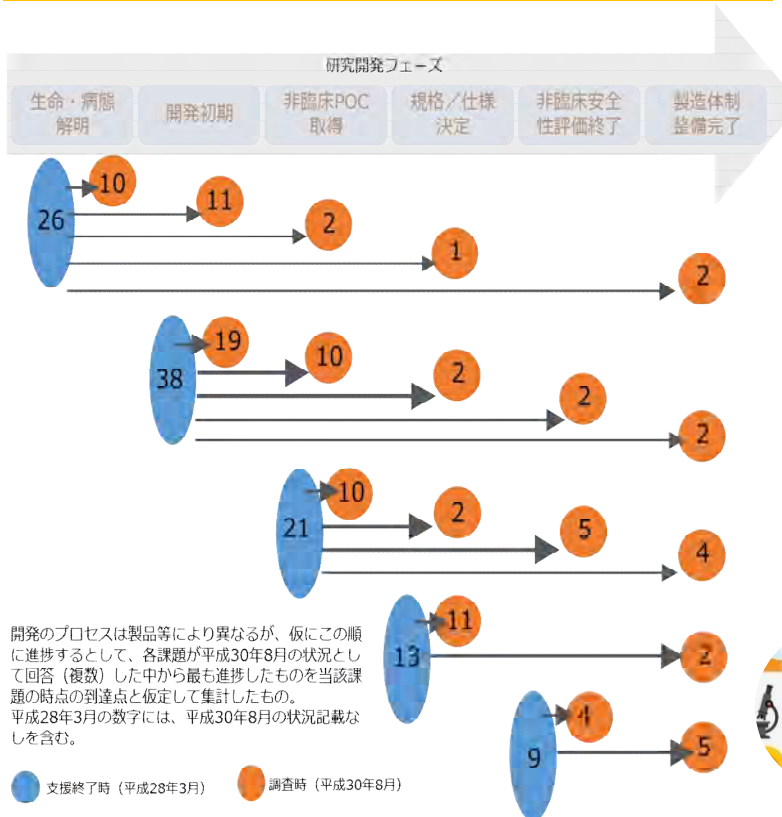 研究開発フェーズ
生命・病態
解明
開発初期
非臨床POC
取得
規格／仕様
決定
非臨床安全
性評価終了
製造体制
整備完了
26
10
11
2
1
2
38
19
10
2
2
2
21
10
2
5
4
13
11
2
9
4
5
開発のプロセスは製品等により異なるが、仮にこの順
に進捗するとして、各課題が平成30年8月の状況とし
て回答（複数）した中から最も進捗したものを当該課
題の時点の到達点と仮定して集計したもの。
平成28年3月の数字には、平成30年8月の状況記載な
しを含む。
支援終了時（平成28年3月）
調査時（平成30年8月）